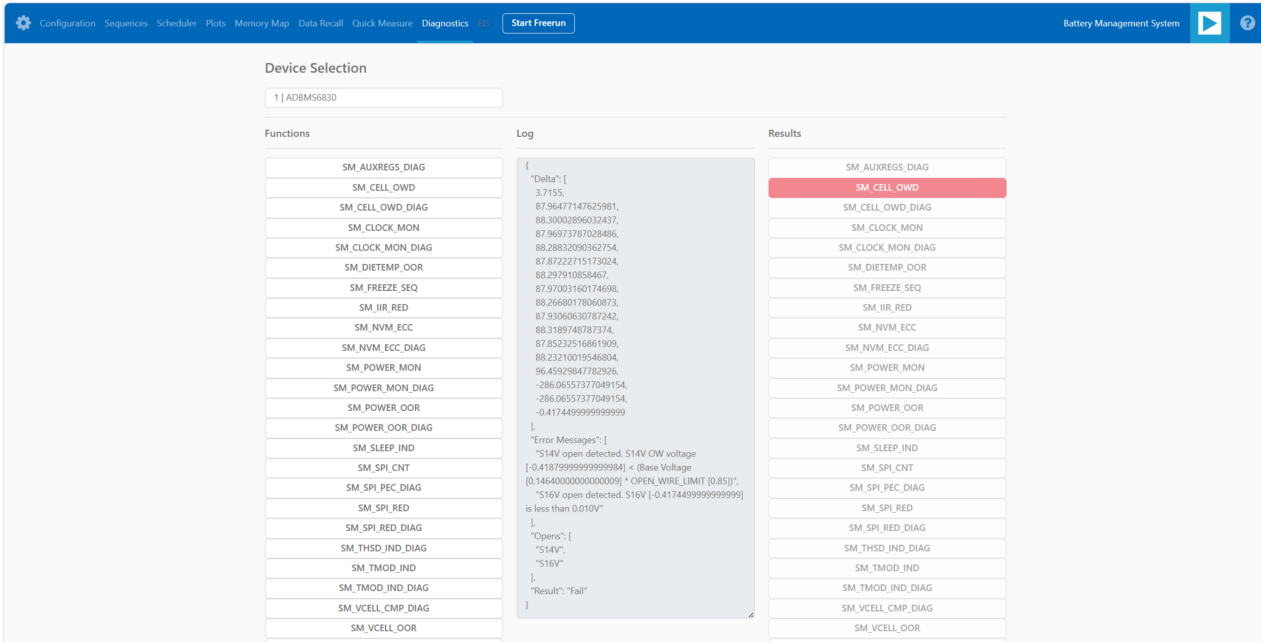 Configuration Sequences Scheduler Plots Memory Map Data Recall Quick Measure Diagnostics EIS Start Freerun Battery Management System
Device Selection
1 | ADBMS6830
Functions
SM_AUXREGS_DIAG
SM_CELL_OWD
SM_CELL_OWD_DIAG
SM_CLOCK_MON
SM_CLOCK_MON_DIAG
SM_DIETEMP_OOR
SM_FREEZE_SEQ
SM_IIR_RED
SM_NVM_ECC
SM_NVM_ECC_DIAG
SM_POWER_MON
SM_POWER_MON_DIAG
SM_POWER_OOR
SM_POWER_OOR_DIAG
SM_SLEEP_IND
SM_SPI_CNT
SM_SPI_PEC_DIAG
SM_SPI_RED
SM_SPI_RED_DIAG
SM_THSD_IND_DIAG
SM_TMOD_IND
SM_TMOD_IND_DIAG
SM_VCELL_CMP_DIAG
SM_VCELL_OOR
Log
{
"Delta": [
3.7155,
87.96477147625981,
88.30002896032437,
87.96973787028486,
88.28832090362754,
87.87222715173024,
88.297910858467,
87.97003160174698,
88.26680178060873,
87.93060630787242,
88.3189748787374,
87.85232516861909,
88.23210019546804,
96.45929847782926,
-286.06557377049154,
-286.06557377049154,
-0.4174499999999999
],
"Error Messages": [
"S14V open detected. S14V OW voltage
[-0.41879999999999984] < (Base Voltage
[0.14640000000000009] * OPEN_WIRE_LIMIT [0.85])",
"S16V open detected. S16V [-0.4174499999999999]
is less than 0.010V"
],
"Opens": [
"S14V",
"S16V"
],
"Result": "Fail"
}
Results
SM_AUXREGS_DIAG
SM_CELL_OWD
SM_CELL_OWD_DIAG
SM_CLOCK_MON
SM_CLOCK_MON_DIAG
SM_DIETEMP_OOR
SM_FREEZE_SEQ
SM_IIR_RED
SM_NVM_ECC
SM_NVM_ECC_DIAG
SM_POWER_MON
SM_POWER_MON_DIAG
SM_POWER_OOR
SM_POWER_OOR_DIAG
SM_SLEEP_IND
SM_SPI_CNT
SM_SPI_PEC_DIAG
SM_SPI_RED
SM_SPI_RED_DIAG
SM_THSD_IND_DIAG
SM_TMOD_IND
SM_TMOD_IND_DIAG
SM_VCELL_CMP_DIAG
SM_VCELL_OOR